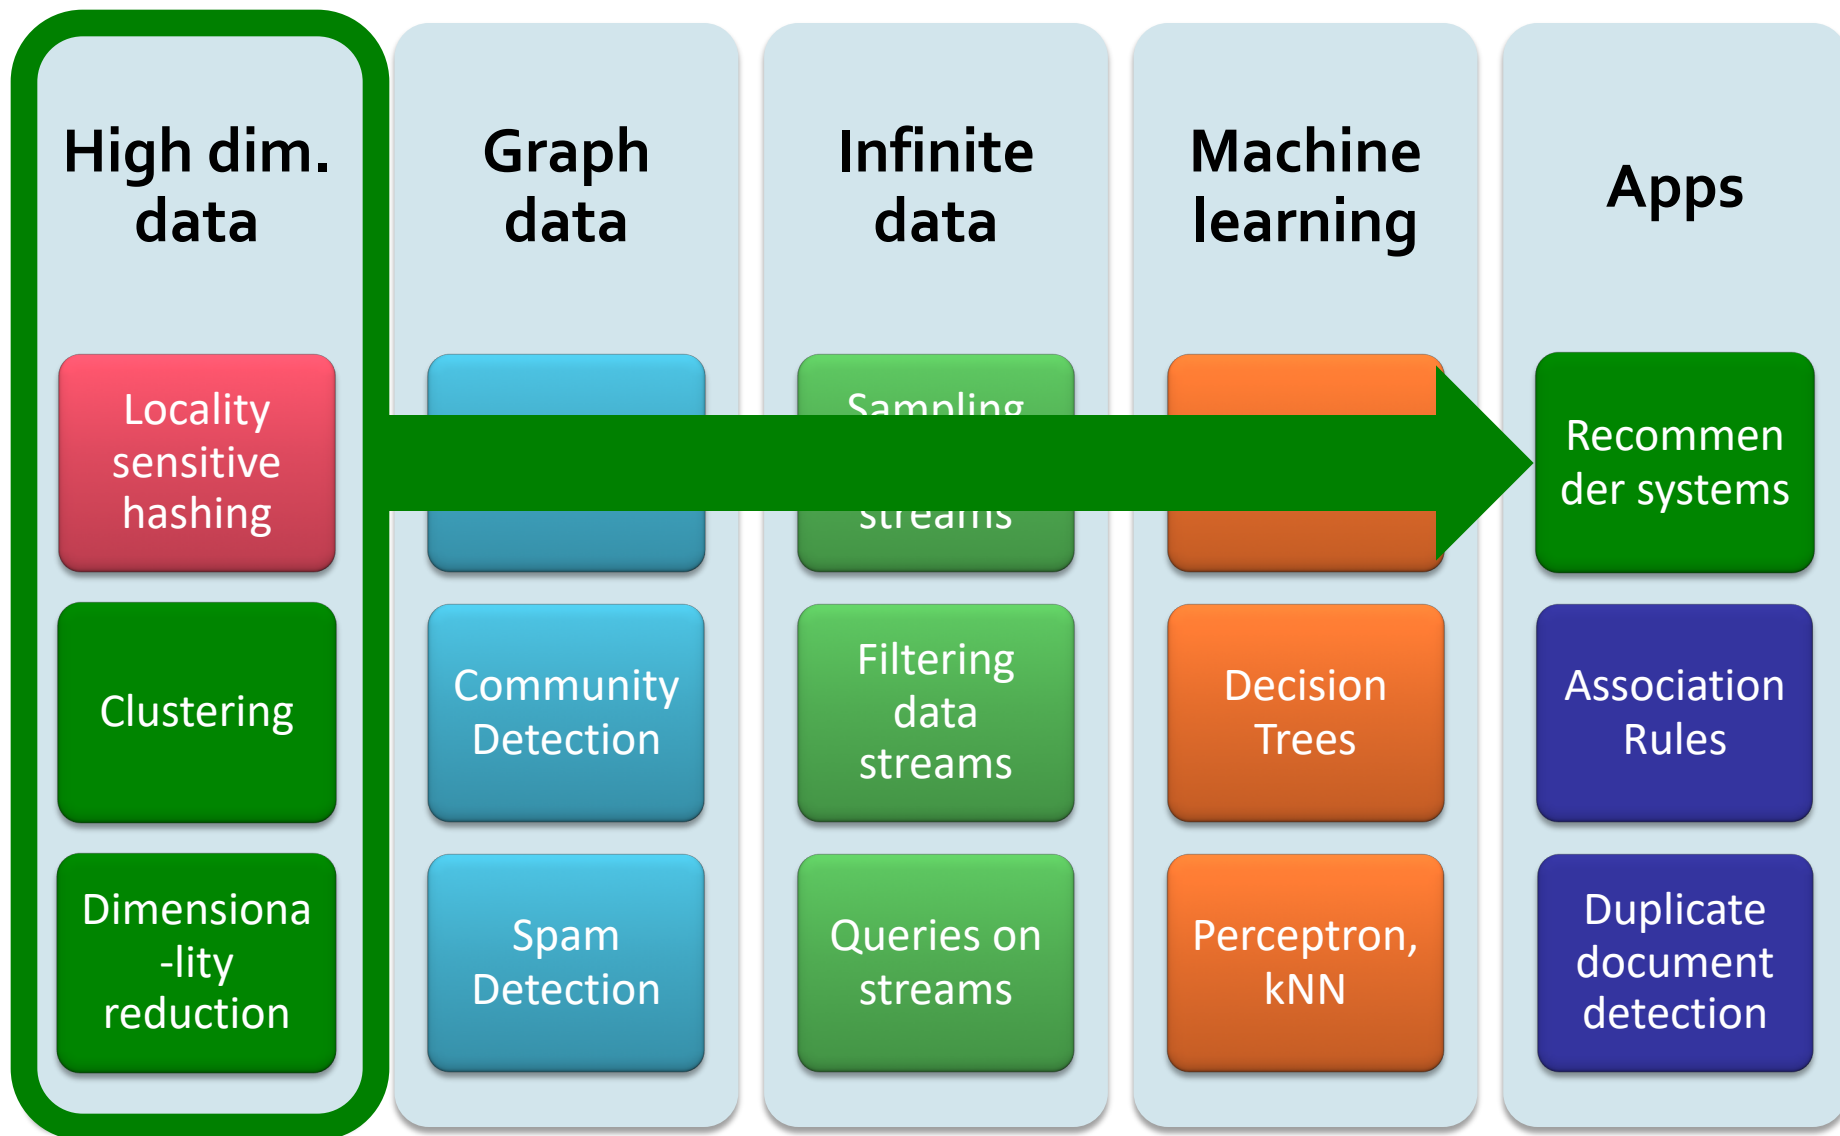 High dim.
data
Locality
sensitive
hashing
Clustering
Dimensiona
-lity
reduction
Graph
data
Community
Detection
Spam
Detection
Infinite
data
Sampling
streams
Filtering
data
streams
Queries on
streams
Machine
learning
Decision
Trees
Perceptron,
kNN
Apps
Recommen
der systems
Association
Rules
Duplicate
document
detection